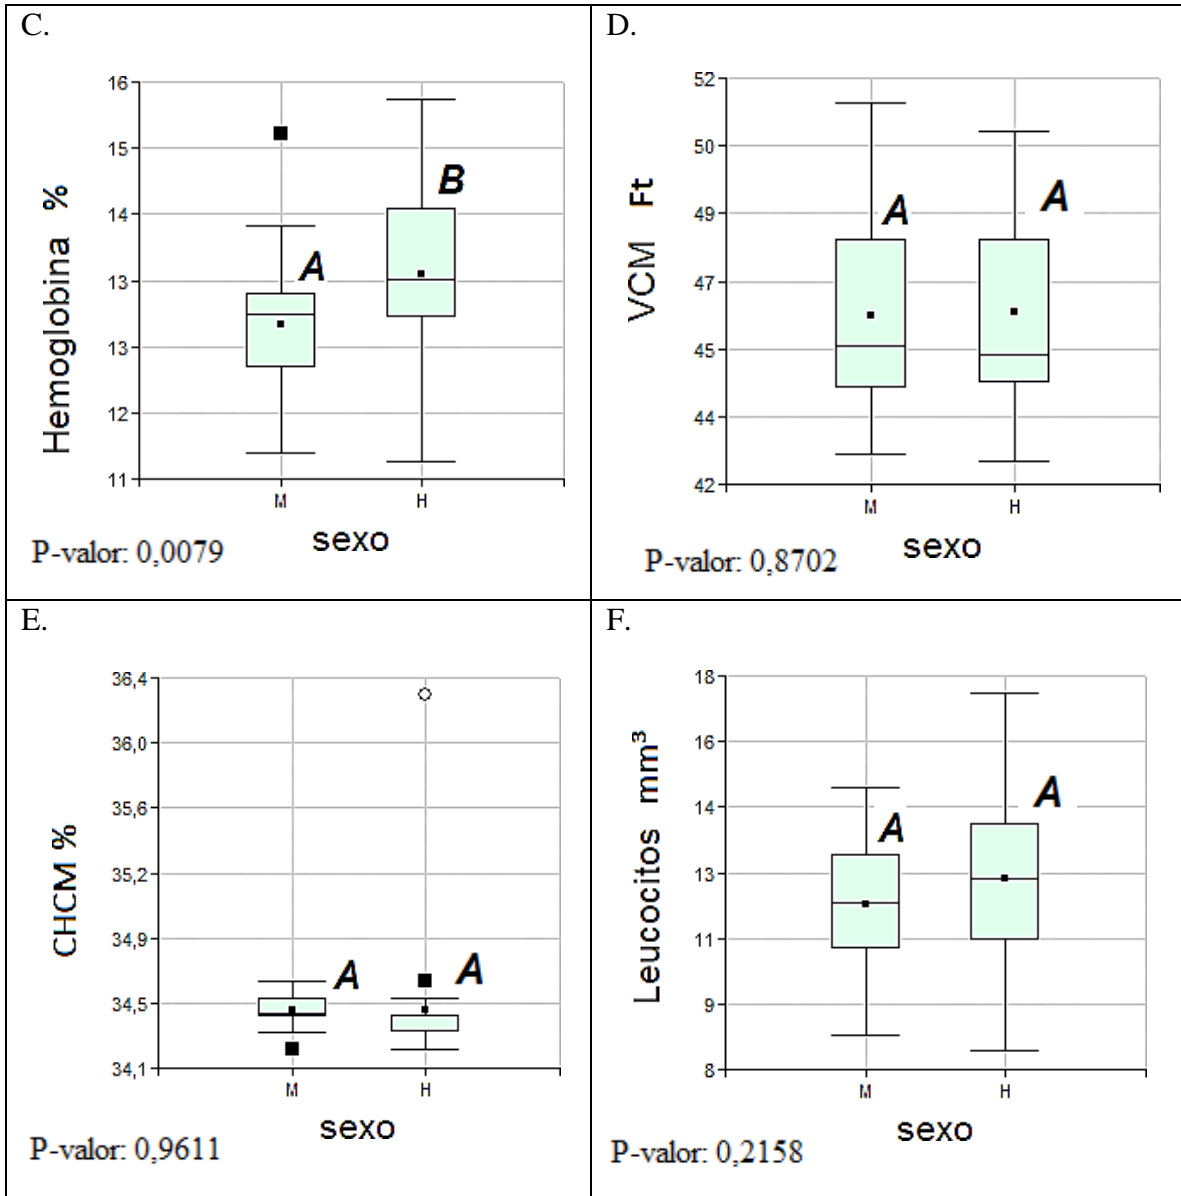 C.
16
15
14
13
13
12
11
Hemoglobina %
A
B
M
H
sexo
P-valor: 0,0079
D.
52
50
49
47
45
44
42
VCM Ft
A
A
M
H
sexo
P-valor: 0,8702
E.
36,4
36,0
35,6
35,2
34,9
34,5
34,1
CHCM %
A
A
M
H
sexo
P-valor: 0,9611
F.
18
16
14
13
11
9
8
Leucocitos mm³
A
A
M
H
sexo
P-valor: 0,2158